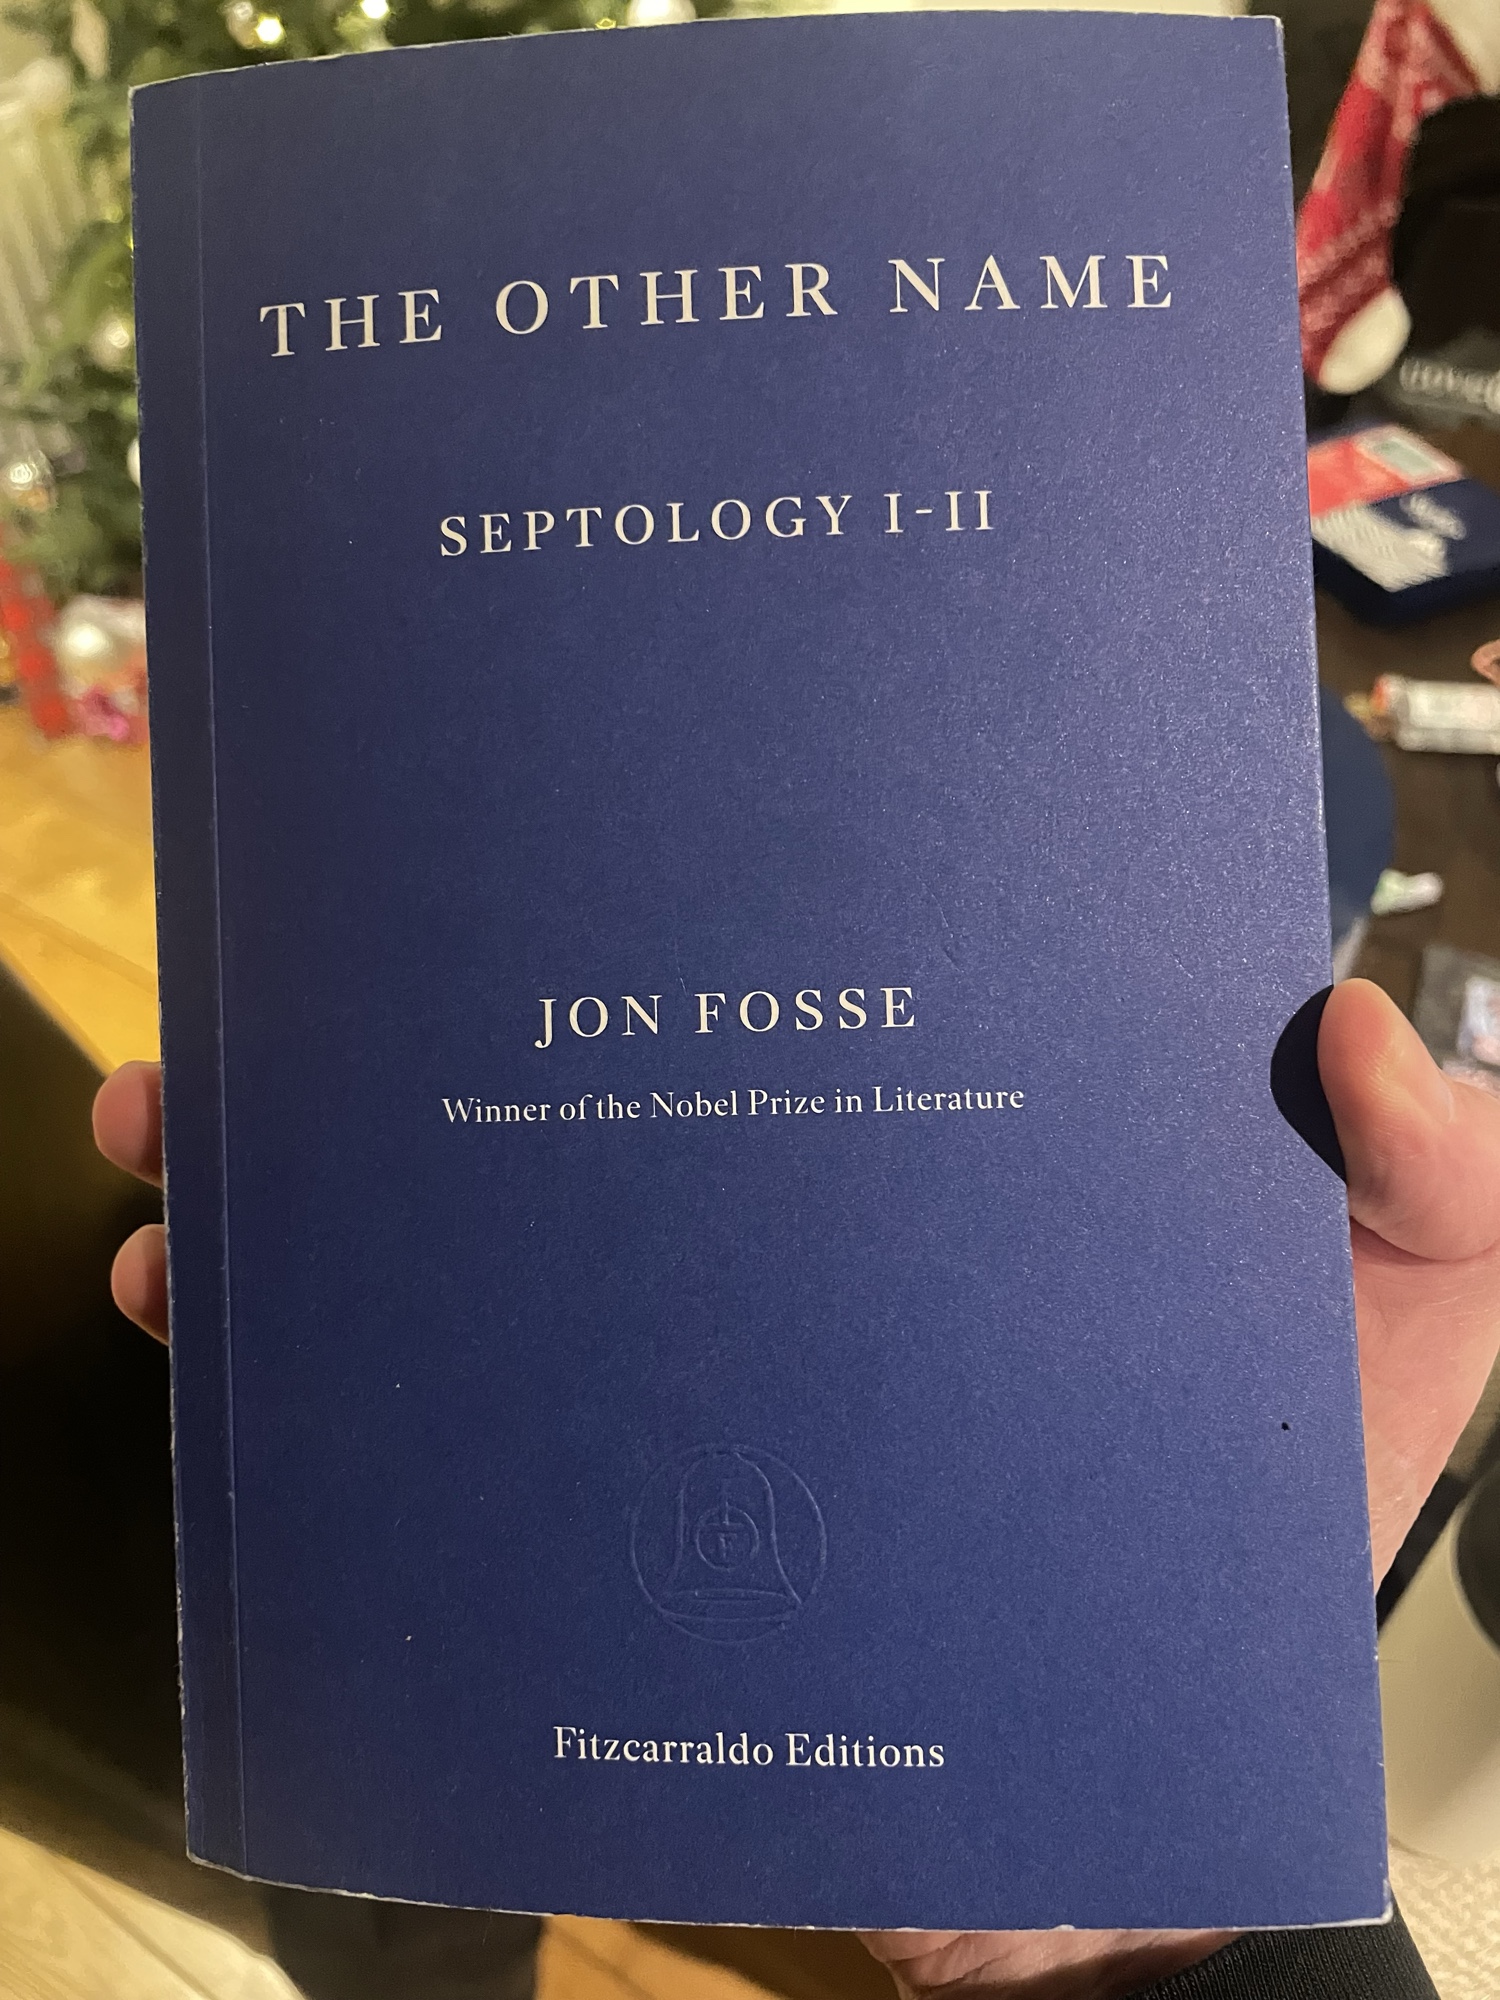 THE OTHER NAME
SEPTOLOGY I-II
JON FOSSE
Winner of the Nobel Prize in Literature
F
Fitzcarraldo Editions